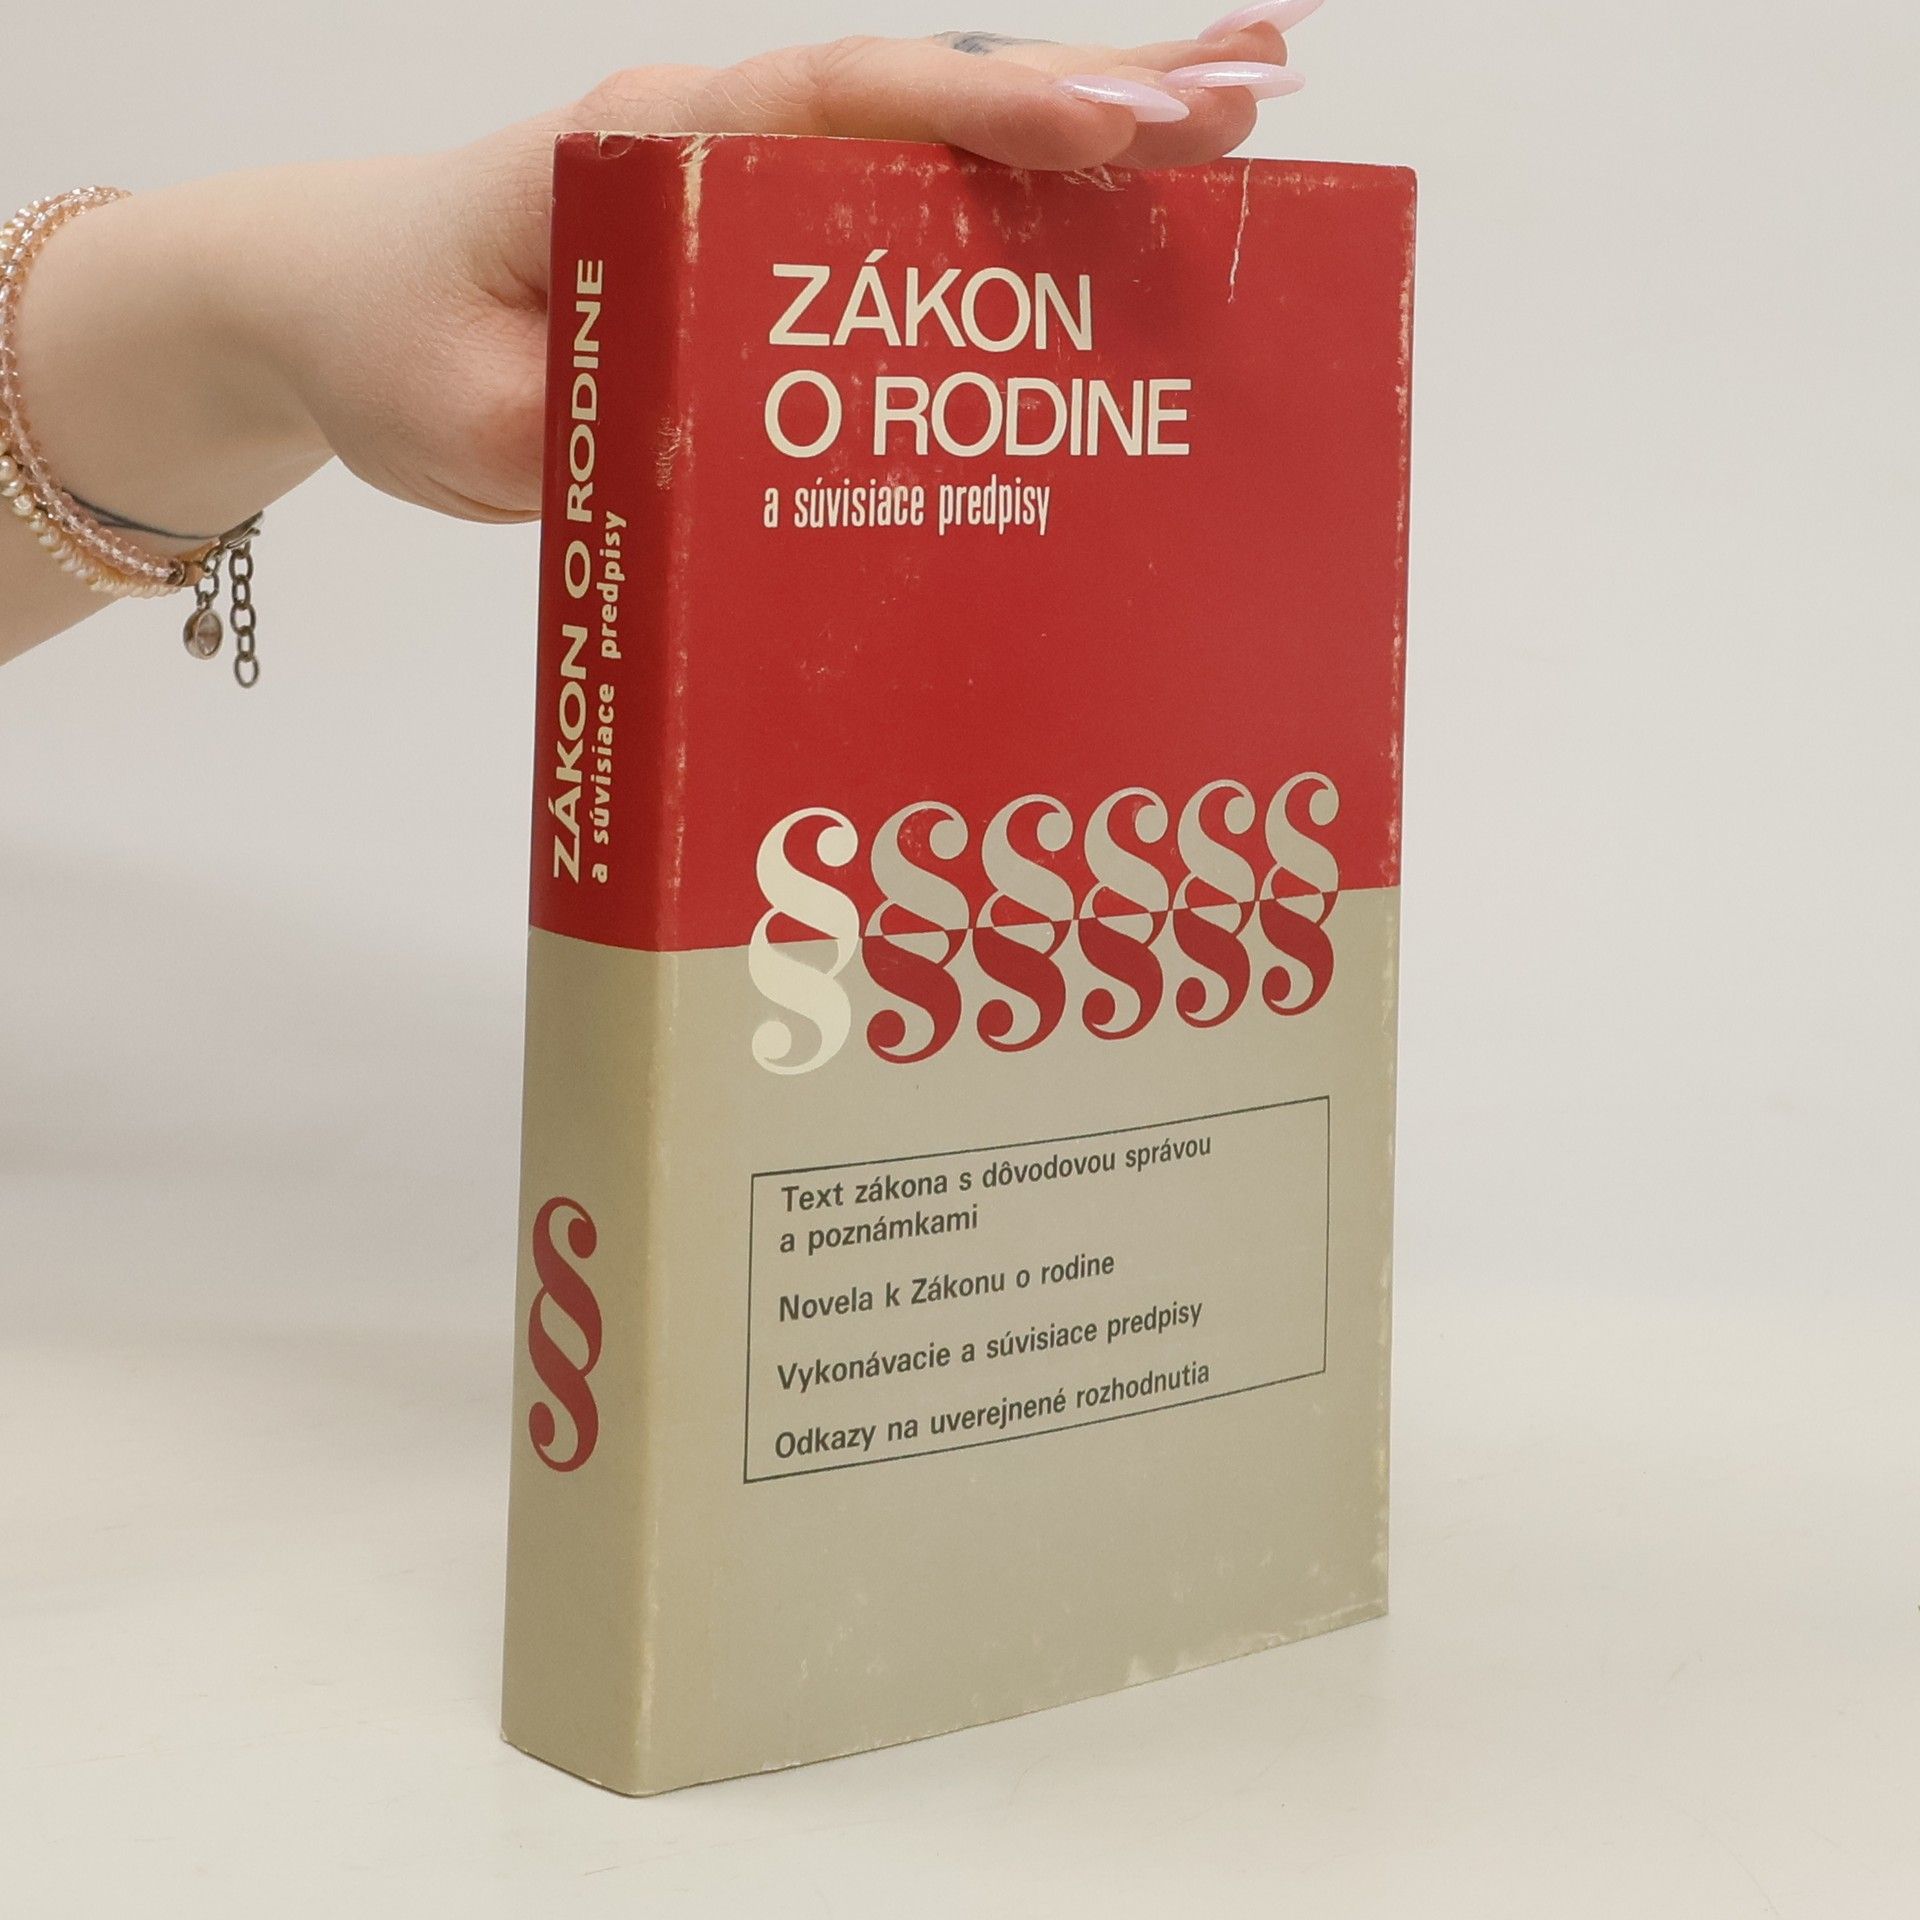 ZÁKON O RODINE
a súvisiace predpisy
§
ZÁKON
O RODINE
a súvisiace predpisy
§§§§§§
§§§§§§
Text zákona s dôvodovou správou
a poznámkami
Novela k Zákonu o rodine
Vykonávacie a súvisiace predpisy
Odkazy na uverejnené rozhodnutia